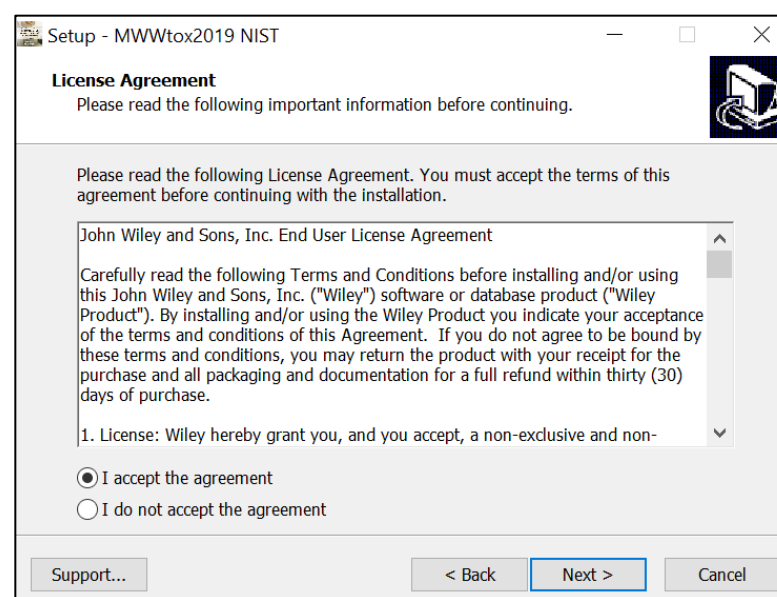 Setup - MWWtox2019 NIST
License Agreement
Please read the following important information before continuing.
Please read the following License Agreement. You must accept the terms of this
agreement before continuing with the installation.
John Wiley and Sons, Inc. End User License Agreement
Carefully read the following Terms and Conditions before installing and/or using
this John Wiley and Sons, Inc. ("Wiley") software or database product ("Wiley
Product"). By installing and/or using the Wiley Product you indicate your acceptance
of the terms and conditions of this Agreement.  If you do not agree to be bound by
these terms and conditions, you may return the product with your receipt for the
purchase and all packaging and documentation for a full refund within thirty (30)
days of purchase.
1. License: Wiley hereby grant you, and you accept, a non-exclusive and non-
I accept the agreement
I do not accept the agreement
Support...
< Back
Next >
Cancel